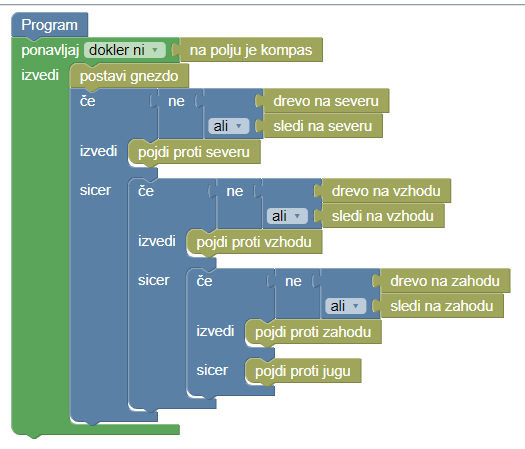 Program
ponavljaj dokler ni ▾ na polju je kompas
izvedi postavi gnezdo
če ne drevo na severu
ali ▾ sledi na severu
izvedi pojdi proti severu
sicer če ne drevo na vzhodu
ali ▾ sledi na vzhodu
izvedi pojdi proti vzhodu
sicer če ne drevo na zahodu
ali ▾ sledi na zahodu
izvedi pojdi proti zahodu
sicer pojdi proti jugu